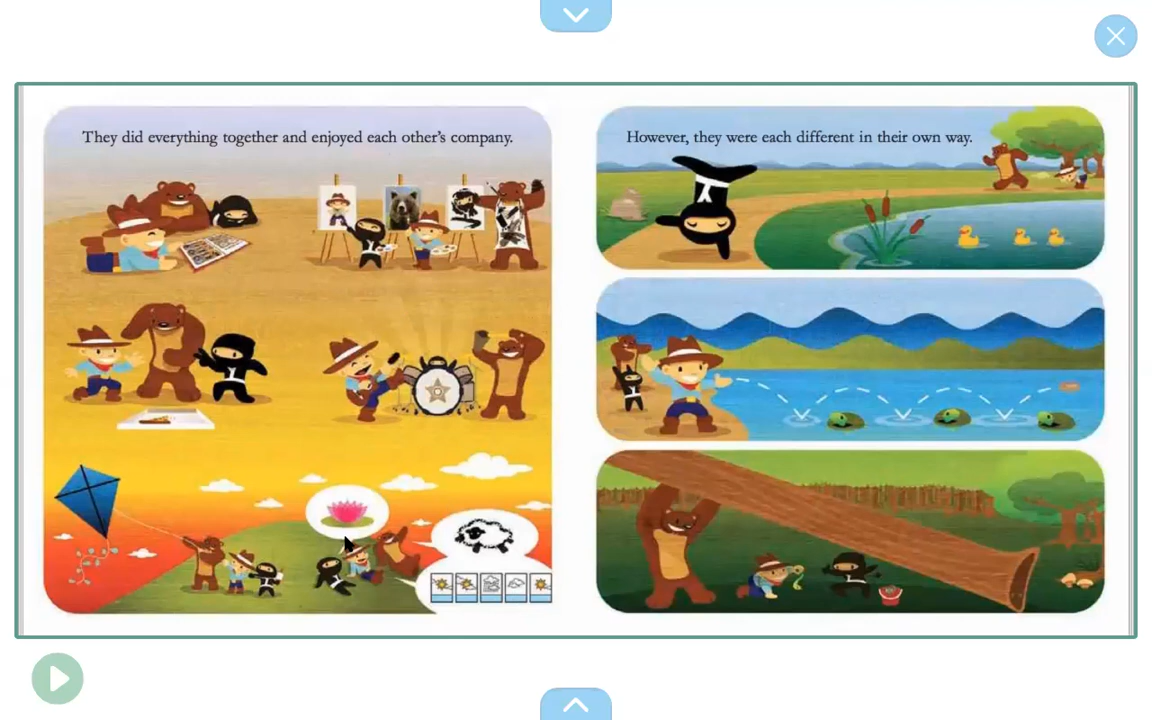 They did everything together and enjoyed each other's company.
However, they were each different in their own way.